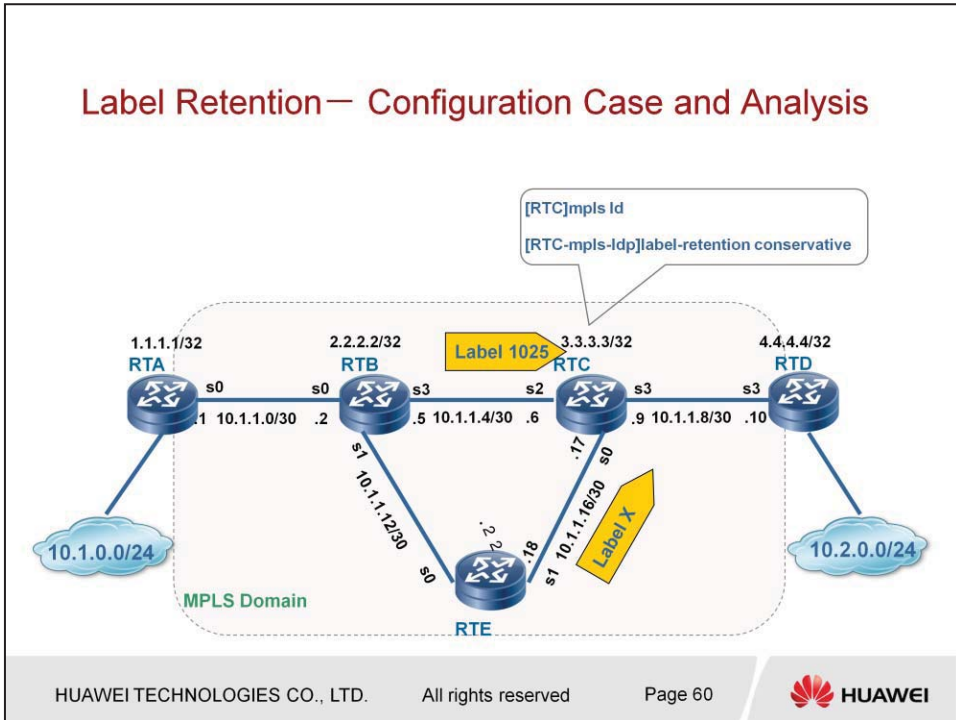 Label Retention— Configuration Case and Analysis
[RTC]mpls ld
[RTC-mpls-ldp]label-retention conservative
1.1.1.1/32
2.2.2.2/32
Label 1025
3.3.3.3/32
4.4.4.4/32
RTA
RTB
RTC
RTD
s0
s0
s3
s2
s3
s3
.1 10.1.1.0/30 .2
.5 10.1.1.4/30 .6
.9 10.1.1.8/30 .10
s1 10.1.1.12/30 s0
.17 s0
.18
s1 10.1.1.16/30
Label X
.2 2
10.1.0.0/24
10.2.0.0/24
MPLS Domain
RTE
HUAWEI TECHNOLOGIES CO., LTD. All rights reserved Page 60
HUAWEI